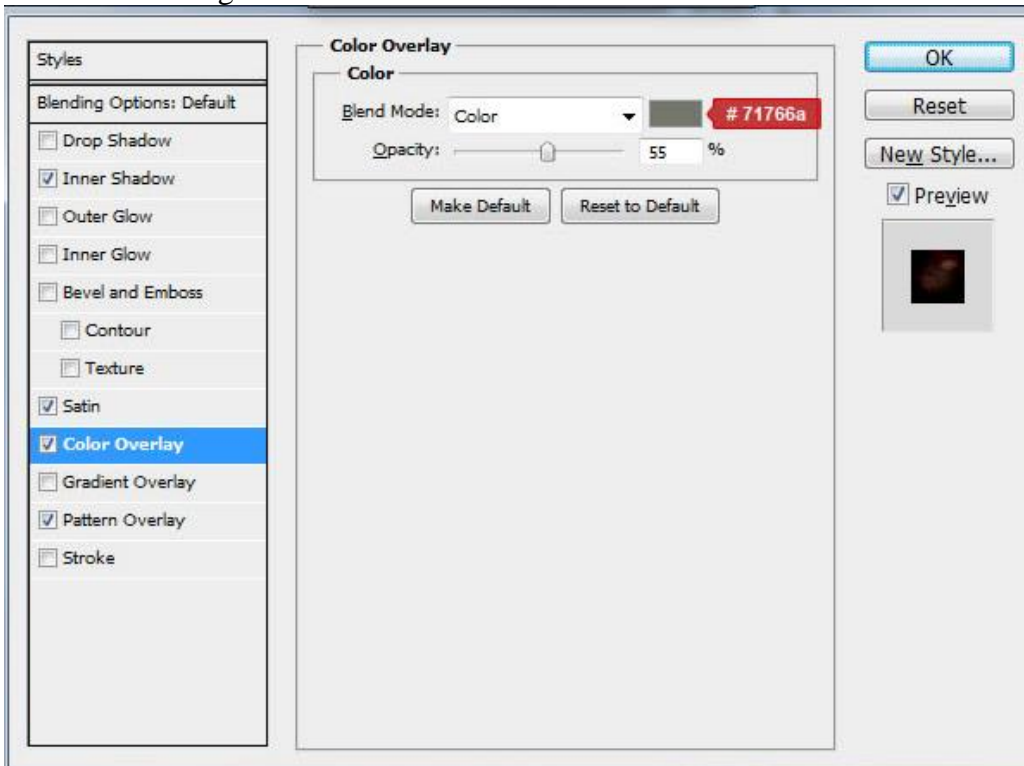 Styles
Blending Options: Default
Drop Shadow
Inner Shadow
Outer Glow
Inner Glow
Bevel and Emboss
Contour
Texture
Satin
Color Overlay
Gradient Overlay
Pattern Overlay
Stroke
Color Overlay
Color
Blend Mode: Color # 71766a
Opacity: 55 %
Make Default Reset to Default
OK
Reset
New Style...
Preview